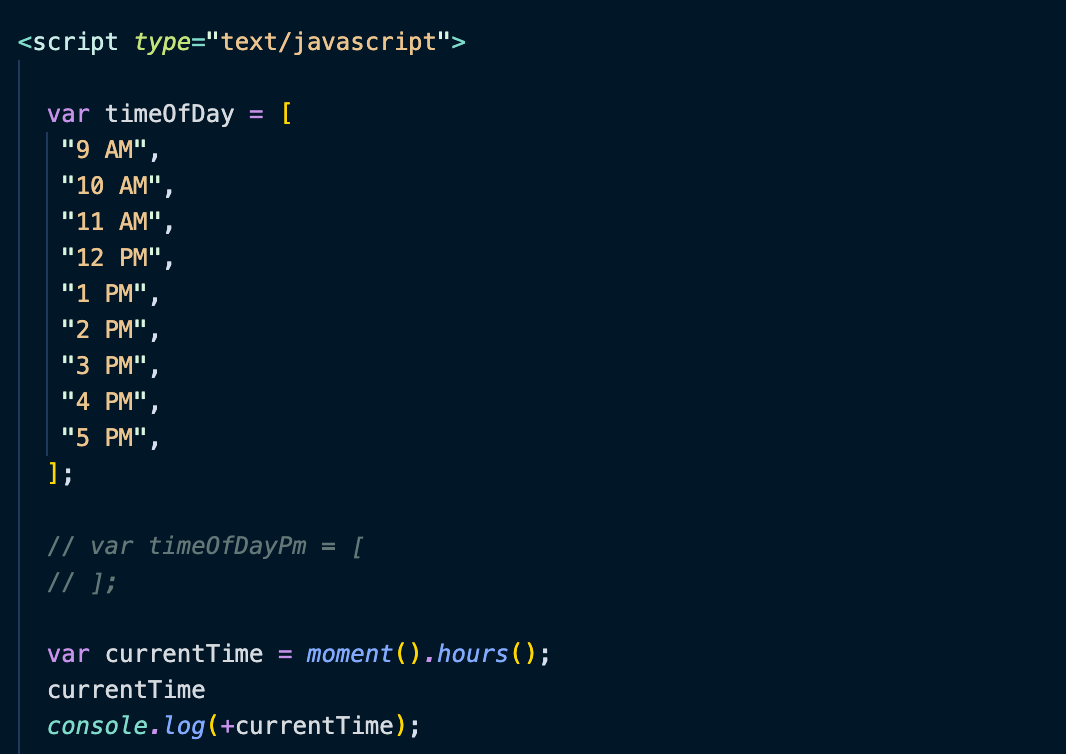 <script type="text/javascript">
var timeOfDay = [
"9 AM",
"10 AM",
"11 AM",
"12 PM",
"1 PM",
"2 PM",
"3 PM",
"4 PM",
"5 PM",
];
// var timeOfDayPm = [
// ];
var currentTime = moment().hours();
currentTime
console.log(+currentTime);